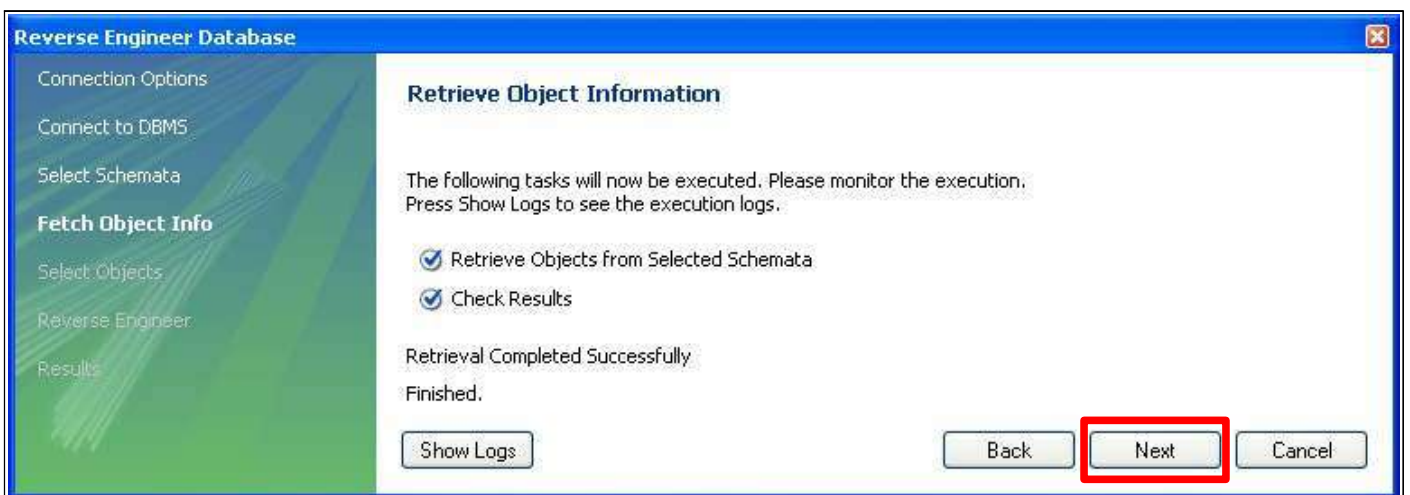 Reverse Engineer Database
Connection Options
Connect to DBMS
Select Schemata
Fetch Object Info
Select Objects
Reverse Engineer
Results
Retrieve Object Information
The following tasks will now be executed. Please monitor the execution.
Press Show Logs to see the execution logs.
Retrieve Objects from Selected Schemata
Check Results
Retrieval Completed Successfully
Finished.
Show Logs
Back
Next
Cancel